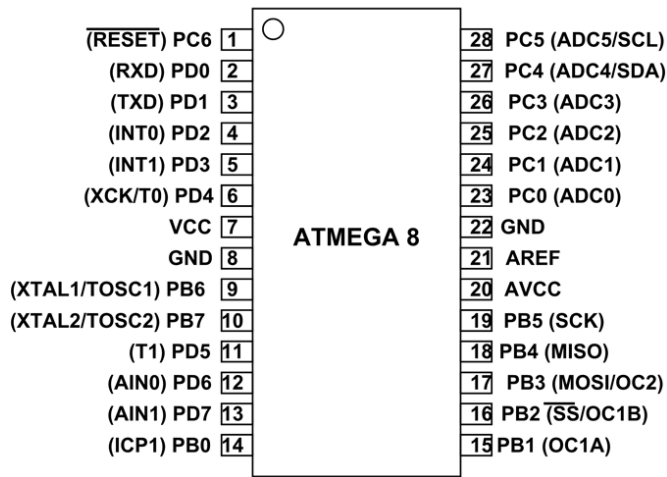 (RESET) PC6 1
(RXD) PD0 2
(TXD) PD1 3
(INT0) PD2 4
(INT1) PD3 5
(XCK/T0) PD4 6
VCC 7
GND 8
(XTAL1/TOSC1) PB6 9
(XTAL2/TOSC2) PB7 10
(T1) PD5 11
(AIN0) PD6 12
(AIN1) PD7 13
(ICP1) PB0 14
ATMEGA 8
28 PC5 (ADC5/SCL)
27 PC4 (ADC4/SDA)
26 PC3 (ADC3)
25 PC2 (ADC2)
24 PC1 (ADC1)
23 PC0 (ADC0)
22 GND
21 AREF
20 AVCC
19 PB5 (SCK)
18 PB4 (MISO)
17 PB3 (MOSI/OC2)
16 PB2 (SS/OC1B)
15 PB1 (OC1A)